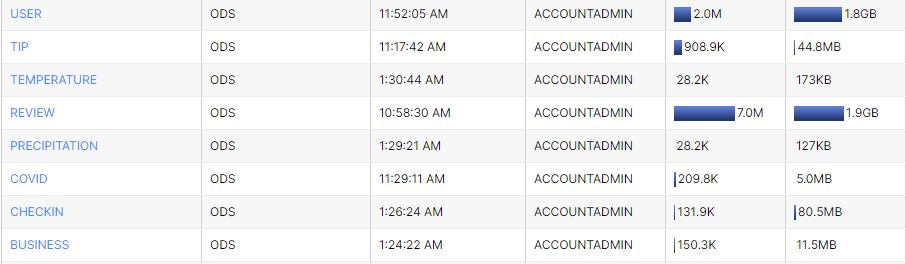 USER ODS 11:52:05 AM ACCOUNTADMIN 2.0M 1.8GB
TIP ODS 11:17:42 AM ACCOUNTADMIN 908.9K 44.8MB
TEMPERATURE ODS 1:30:44 AM ACCOUNTADMIN 28.2K 173KB
REVIEW ODS 10:58:30 AM ACCOUNTADMIN 7.0M 1.9GB
PRECIPITATION ODS 1:29:21 AM ACCOUNTADMIN 28.2K 127KB
COVID ODS 11:29:11 AM ACCOUNTADMIN 209.8K 5.0MB
CHECKIN ODS 1:26:24 AM ACCOUNTADMIN 131.9K 80.5MB
BUSINESS ODS 1:24:22 AM ACCOUNTADMIN 150.3K 11.5MB